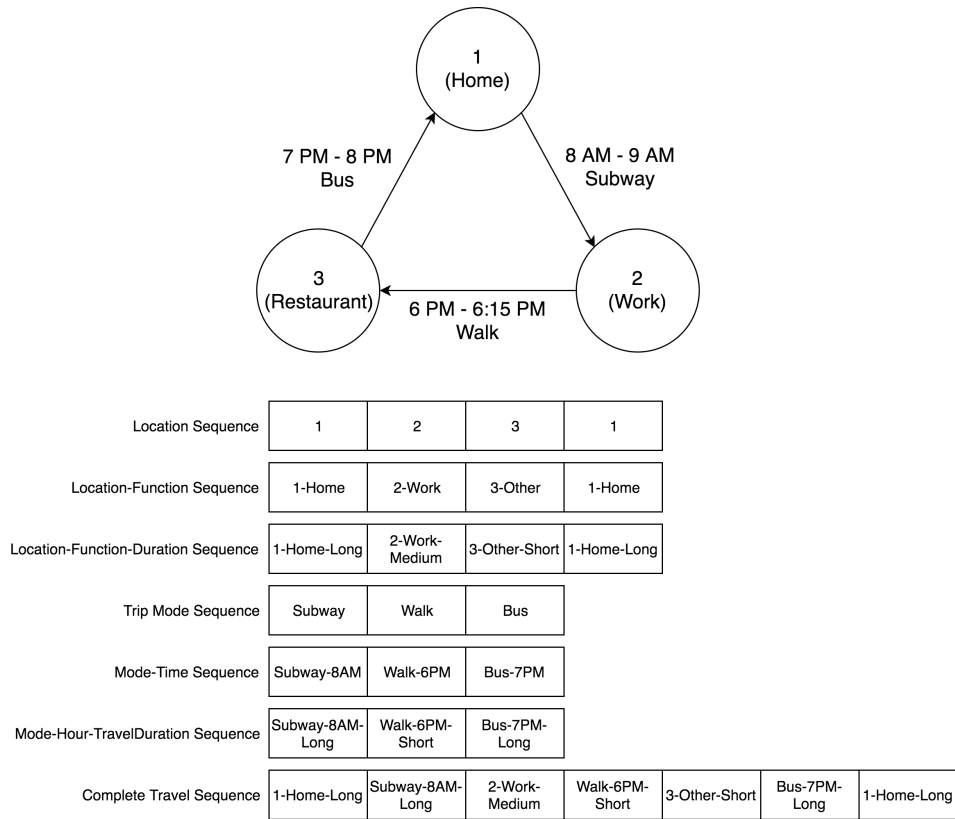 1
(Home)
7 PM - 8 PM
Bus
8 AM - 9 AM
Subway
3
(Restaurant)
6 PM - 6:15 PM
Walk
2
(Work)
Location Sequence 1 2 3 1
Location-Function Sequence 1-Home 2-Work 3-Other 1-Home
Location-Function-Duration Sequence 1-Home-Long 2-Work-
Medium 3-Other-Short 1-Home-Long
Trip Mode Sequence Subway Walk Bus
Mode-Time Sequence Subway-8AM Walk-6PM Bus-7PM
Mode-Hour-TravelDuration Sequence Subway-8AM-
Long Walk-6PM-
Short Bus-7PM-
Long
Complete Travel Sequence 1-Home-Long Subway-8AM-
Long 2-Work-
Medium Walk-6PM-
Short 3-Other-Short Bus-7PM-
Long 1-Home-Long